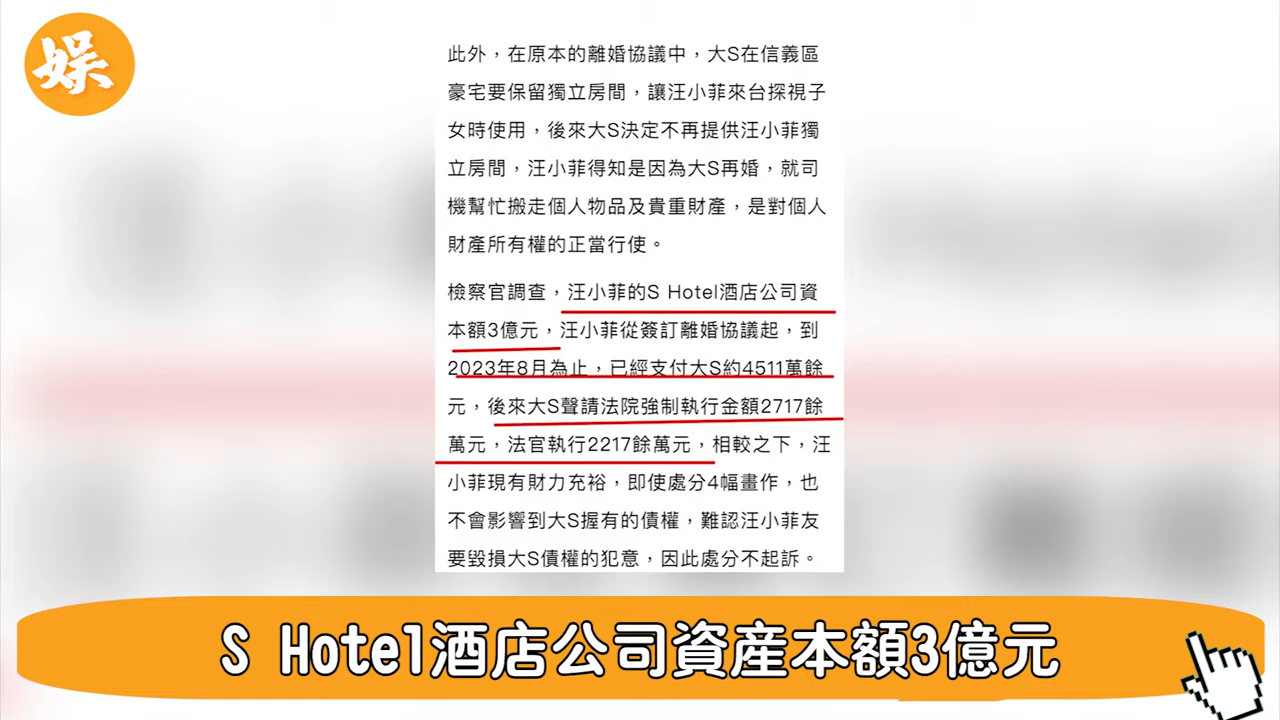 娛
此外，在原本的離婚協議中，大S在信義區
豪宅要保留獨立房間，讓汪小菲來台探視子
女時使用，後來大S決定不再提供汪小菲獨
立房間，汪小菲得知是因為大S再婚，就司
機幫忙搬走個人物品及貴重財產，是對個人
財產所有權的正當行使。
檢察官調查，汪小菲的S Hotel酒店公司資
本額3億元，汪小菲從簽訂離婚協議起，到
2023年8月為止，已經支付大S約4511萬餘
元，後來大S聲請法院強制執行金額2717餘
萬元，法官執行2217餘萬元，相較之下，汪
小菲現有財力充裕，即使處分4幅畫作，也
不會影響到大S握有的債權，難認汪小菲友
要毀損大S債權的犯意，因此處分不起訴。
S Hotel酒店公司資産本額3億元